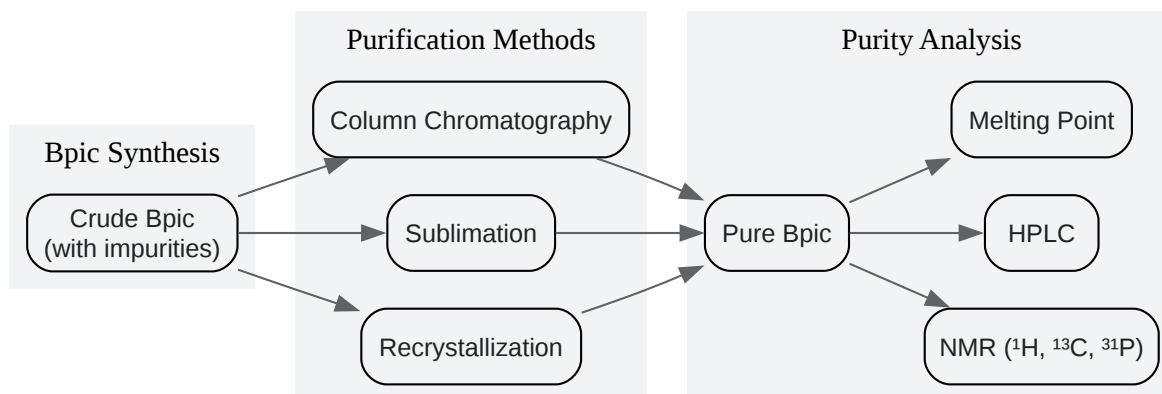 Bpic Synthesis
Crude Bpic
(with impurities)
Purification Methods
Column Chromatography
Sublimation
Recrystallization
Purity Analysis
Pure Bpic
Melting Point
HPLC
NMR (¹H, ¹³C, ³¹P)